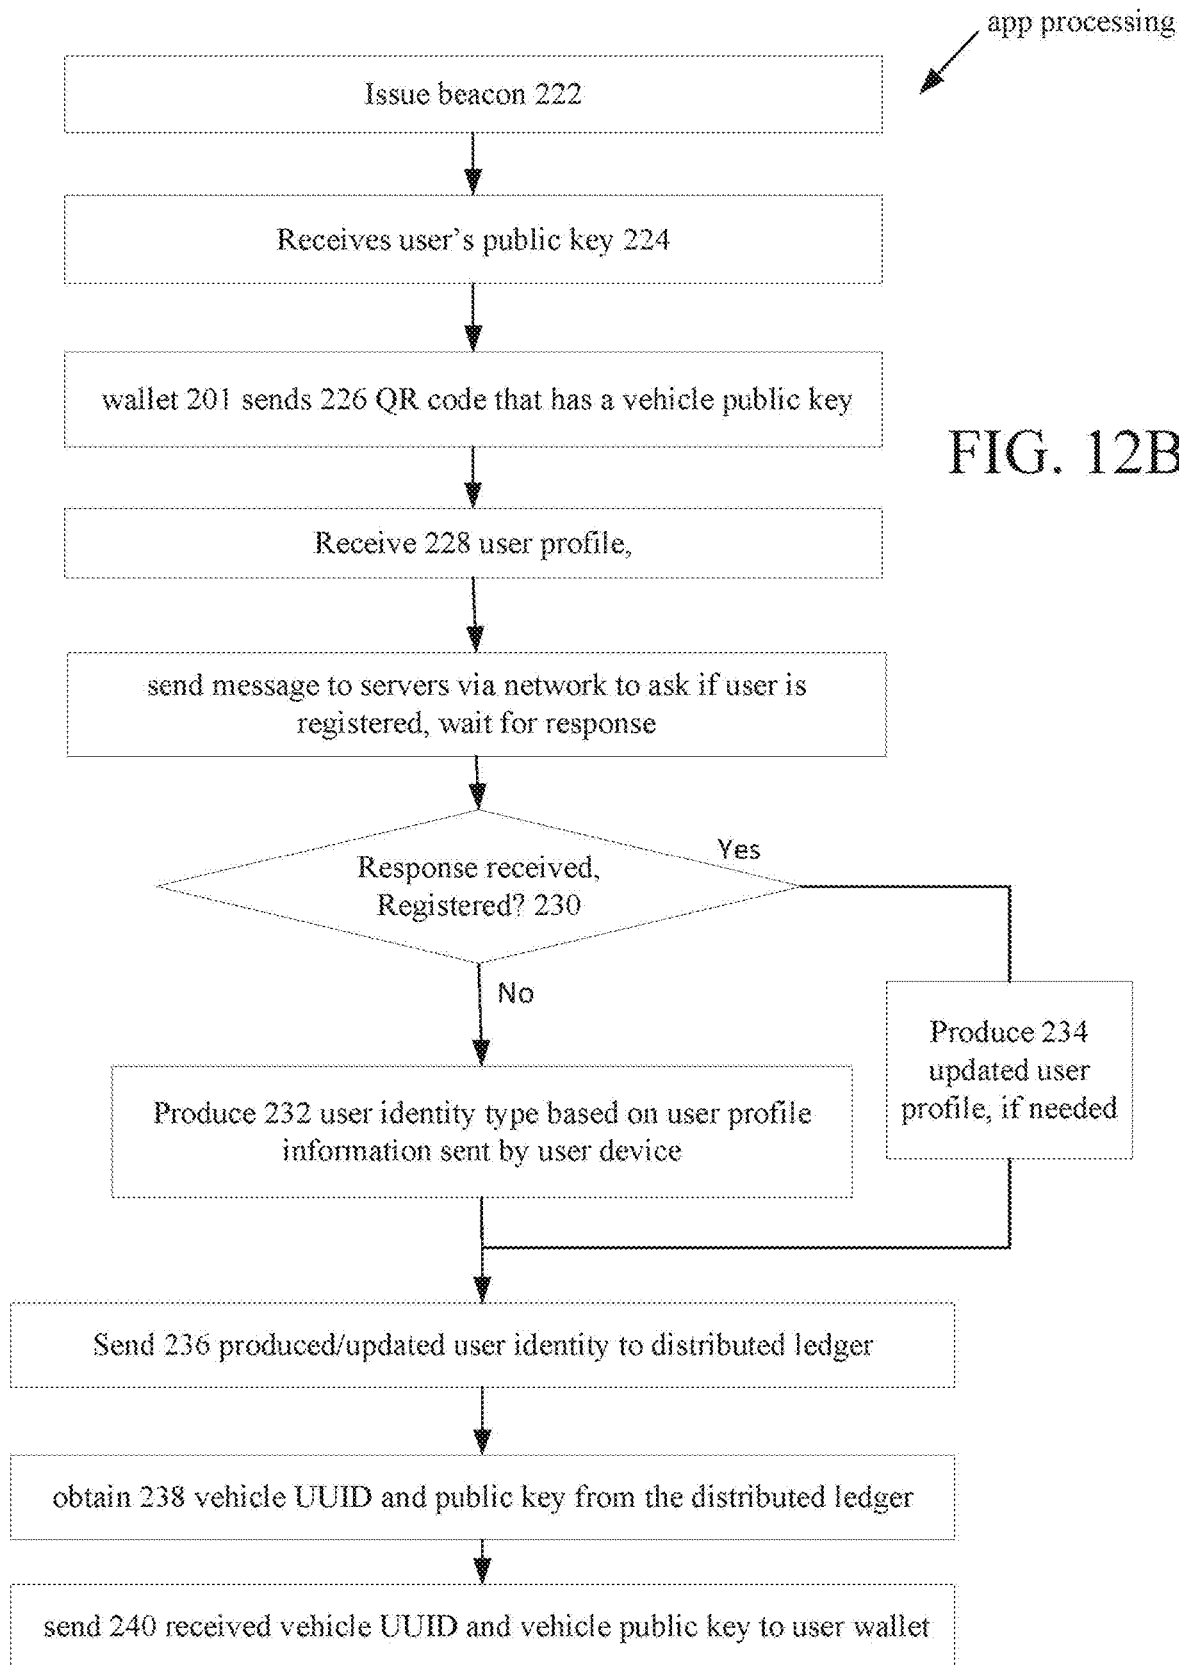 app processing
Issue beacon 222
Receives user’s public key 224
wallet 201 sends 226 QR code that has a vehicle public key
FIG. 12B
Receive 228 user profile,
send message to servers via network to ask if user is
registered, wait for response
Response received,
Registered? 230
Yes
No
Produce 234
updated user
profile, if needed
Produce 232 user identity type based on user profile
information sent by user device
Send 236 produced/updated user identity to distributed ledger
obtain 238 vehicle UUID and public key from the distributed ledger
send 240 received vehicle UUID and vehicle public key to user wallet